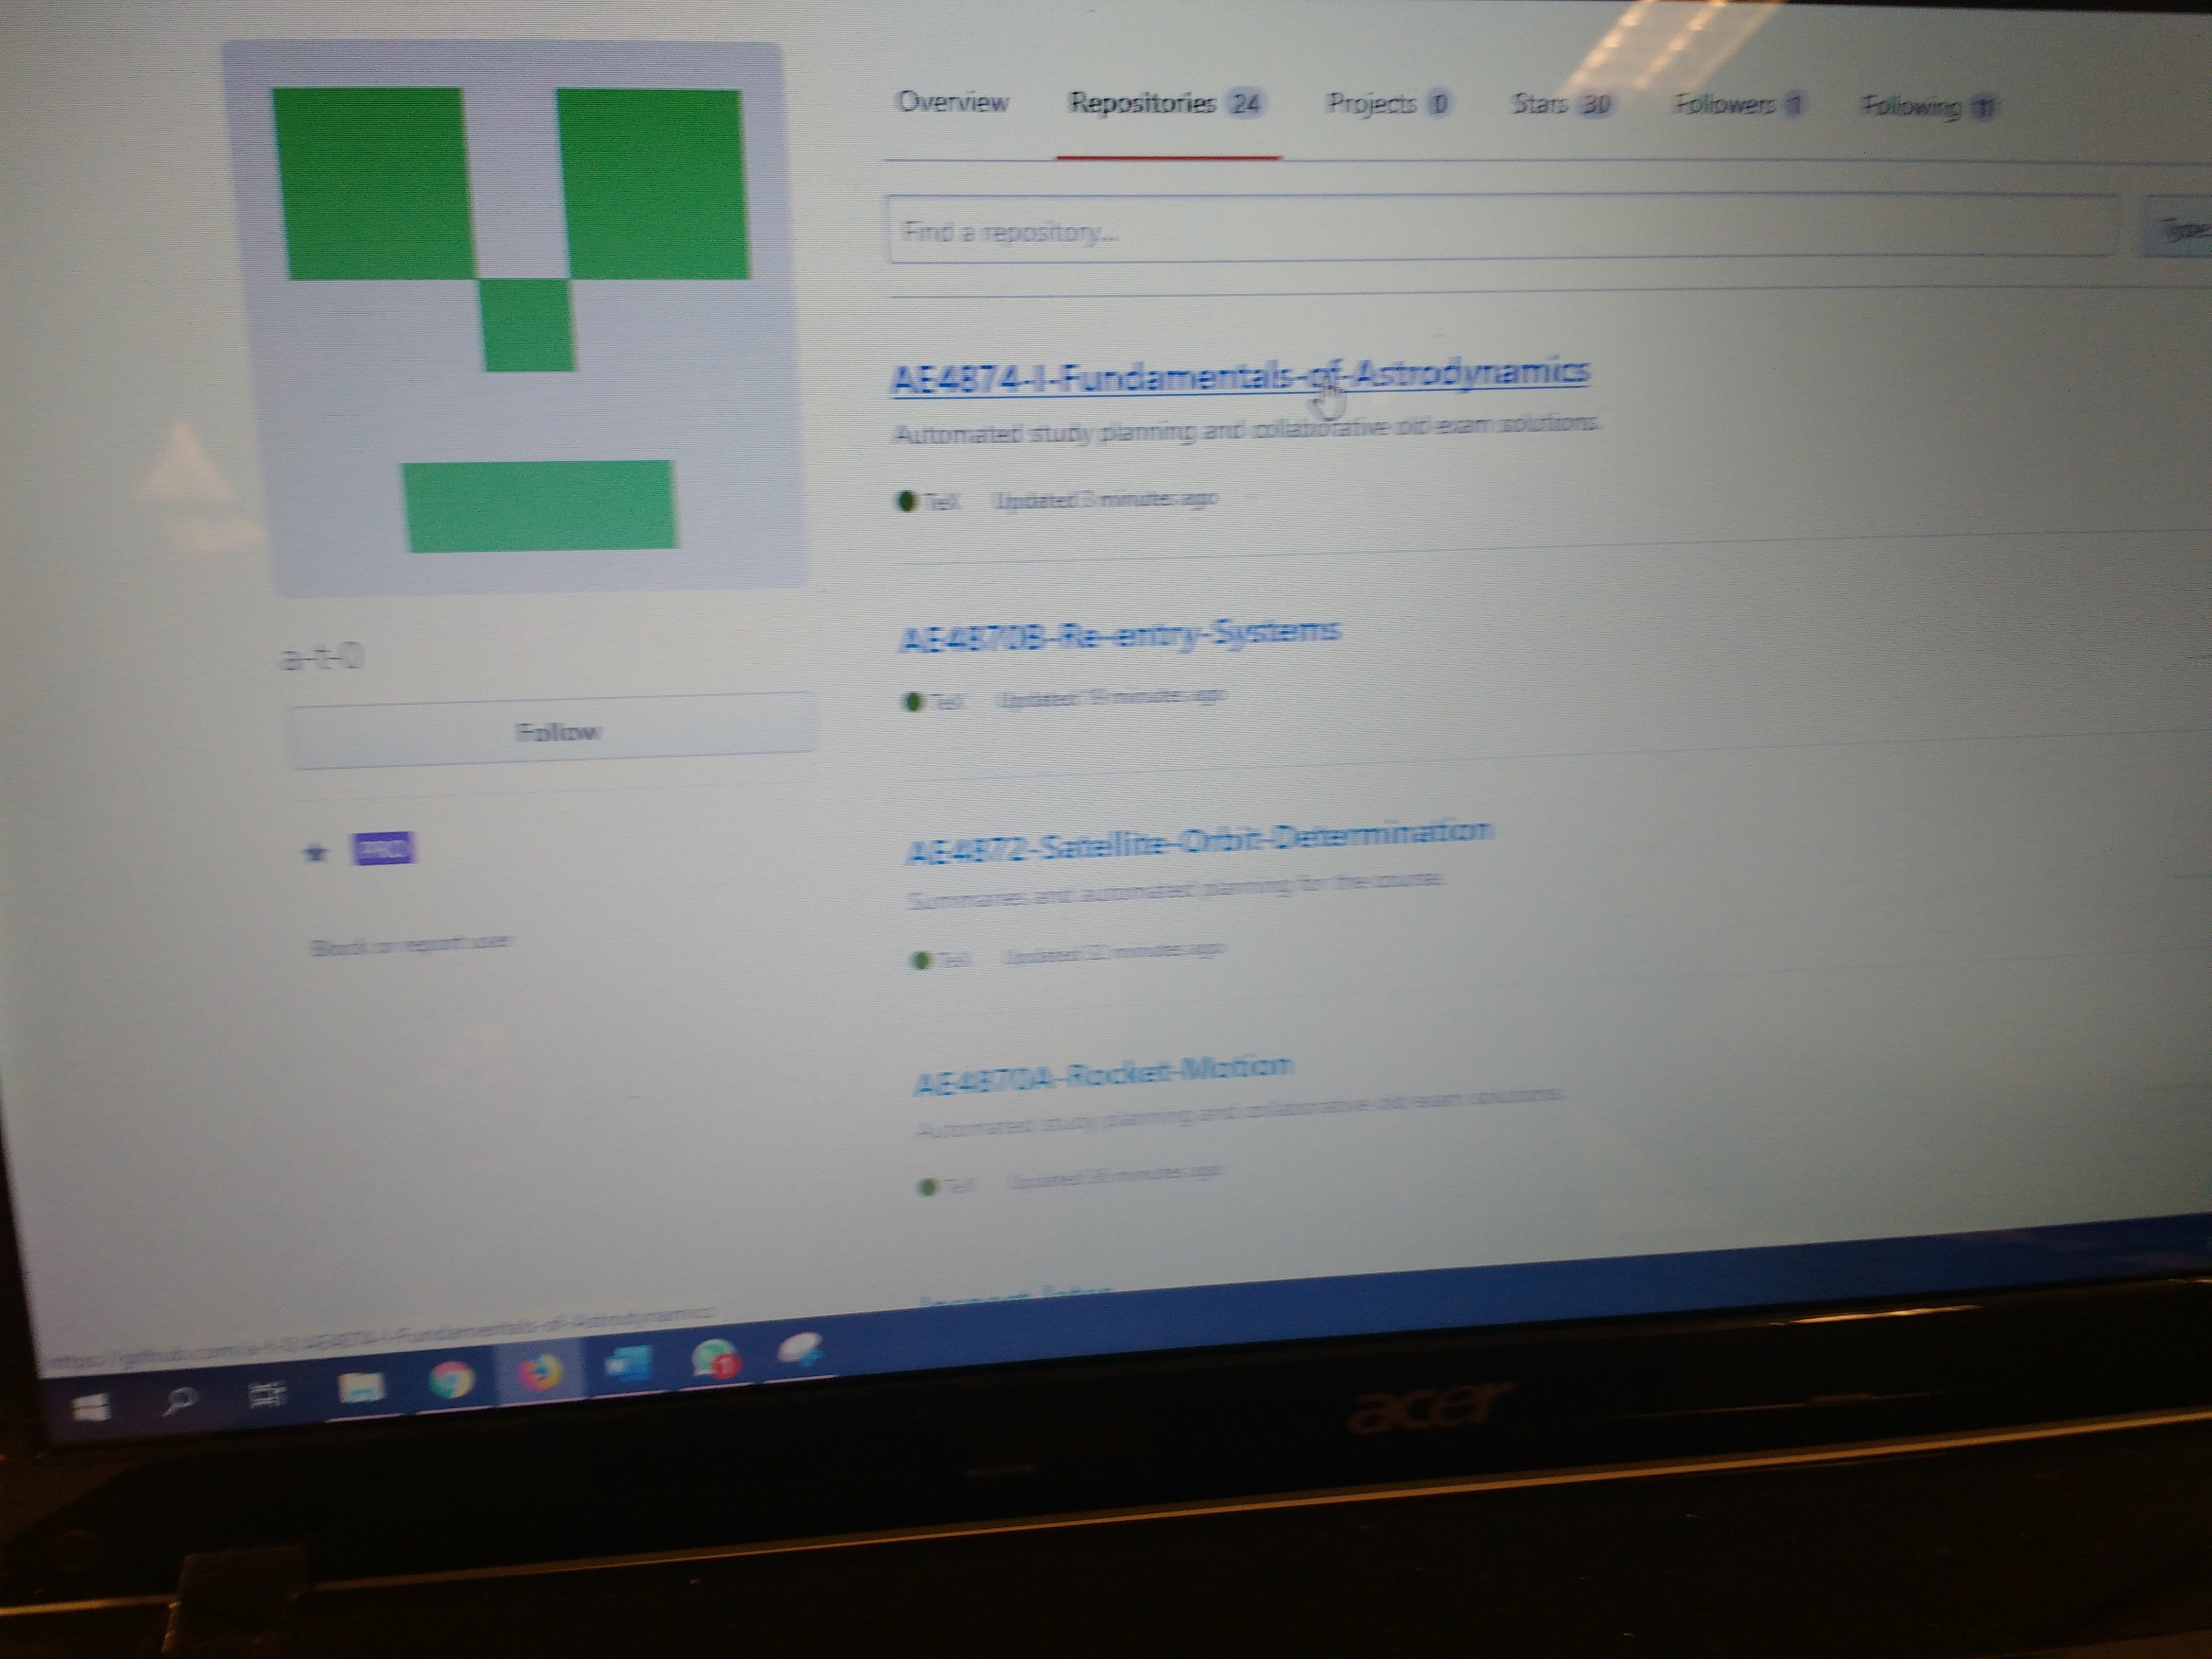 Overview Repositories 24 Projects 0 Stars 30 Followers 1 Following 11
Find a repository...
Type
AE4874-I-Fundamentals-of-Astrodynamics
Automated study planning and collaborative old exam solutions.
TeX Updated 3 minutes ago
AE4870B-Re-entry-Systems
a-t-0
TeX Updated minutes ago
Follow
AE4872-Satellite-Orbit-Determination
PRO
Summaries and automated planning for the course
Block or report user
TeX Updated minutes ago
AE4870A-Rocket-Motion
Automated study planning and collaborative old exam solutions.
TeX Updated minutes ago
https://github.com/a-t-0/AE4874-I-Fundamentals-of-Astrodynamics
acer